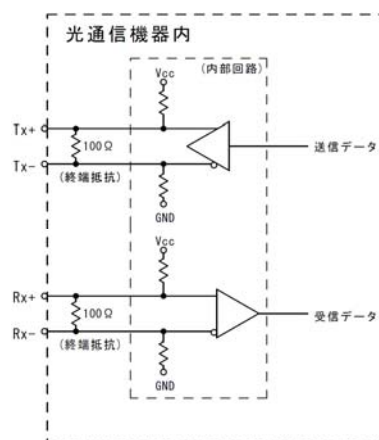 光通信機器内
(内部回路)
Vcc
Tx+
100Ω
Tx-
(終端抵抗)
送信データ
GND
Vcc
Rx+
100Ω
Rx-
(終端抵抗)
受信データ
GND